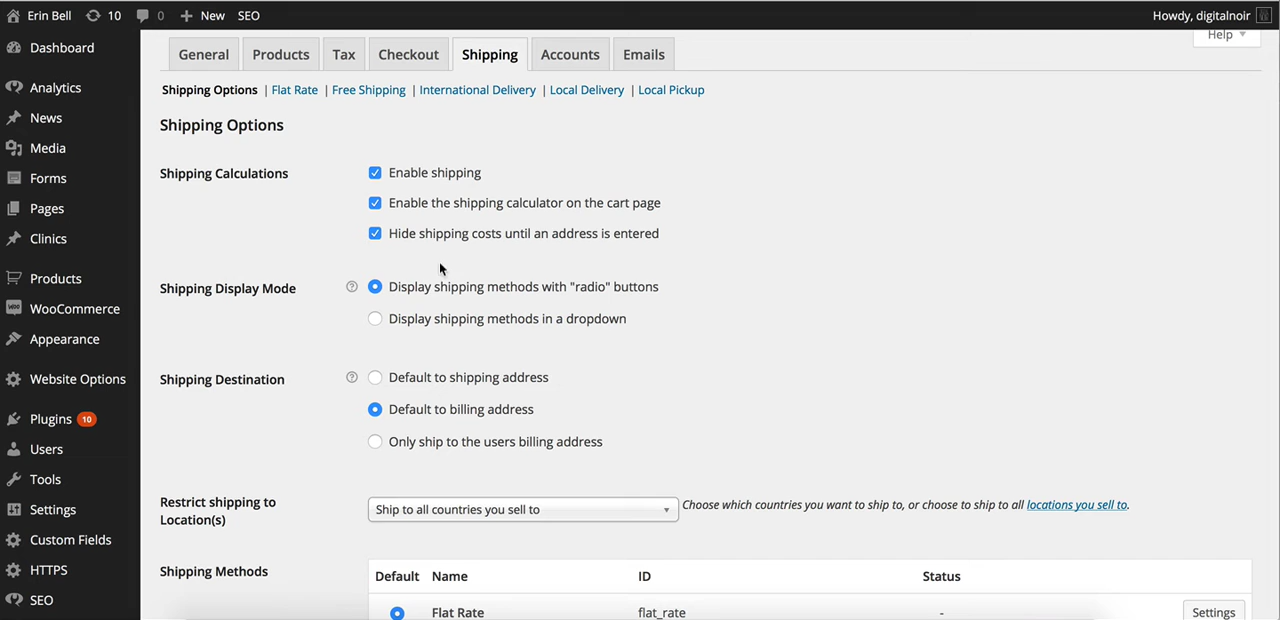 Erin Bell 10 0 New SEO Howdy, digitalnoir
Help
Dashboard
Analytics
News
Media
Forms
Pages
Clinics
Products
WooCommerce
Appearance
Website Options
Plugins 10
Users
Tools
Settings
Custom Fields
HTTPS
SEO
General Products Tax Checkout Shipping Accounts Emails
Shipping Options | Flat Rate | Free Shipping | International Delivery | Local Delivery | Local Pickup
Shipping Options
Shipping Calculations
Enable shipping
Enable the shipping calculator on the cart page
Hide shipping costs until an address is entered
Shipping Display Mode
Display shipping methods with "radio" buttons
Display shipping methods in a dropdown
Shipping Destination
Default to shipping address
Default to billing address
Only ship to the users billing address
Restrict shipping to
Location(s)
Ship to all countries you sell to
Choose which countries you want to ship to, or choose to ship to all locations you sell to.
Shipping Methods
Default Name ID Status
Flat Rate flat_rate - Settings